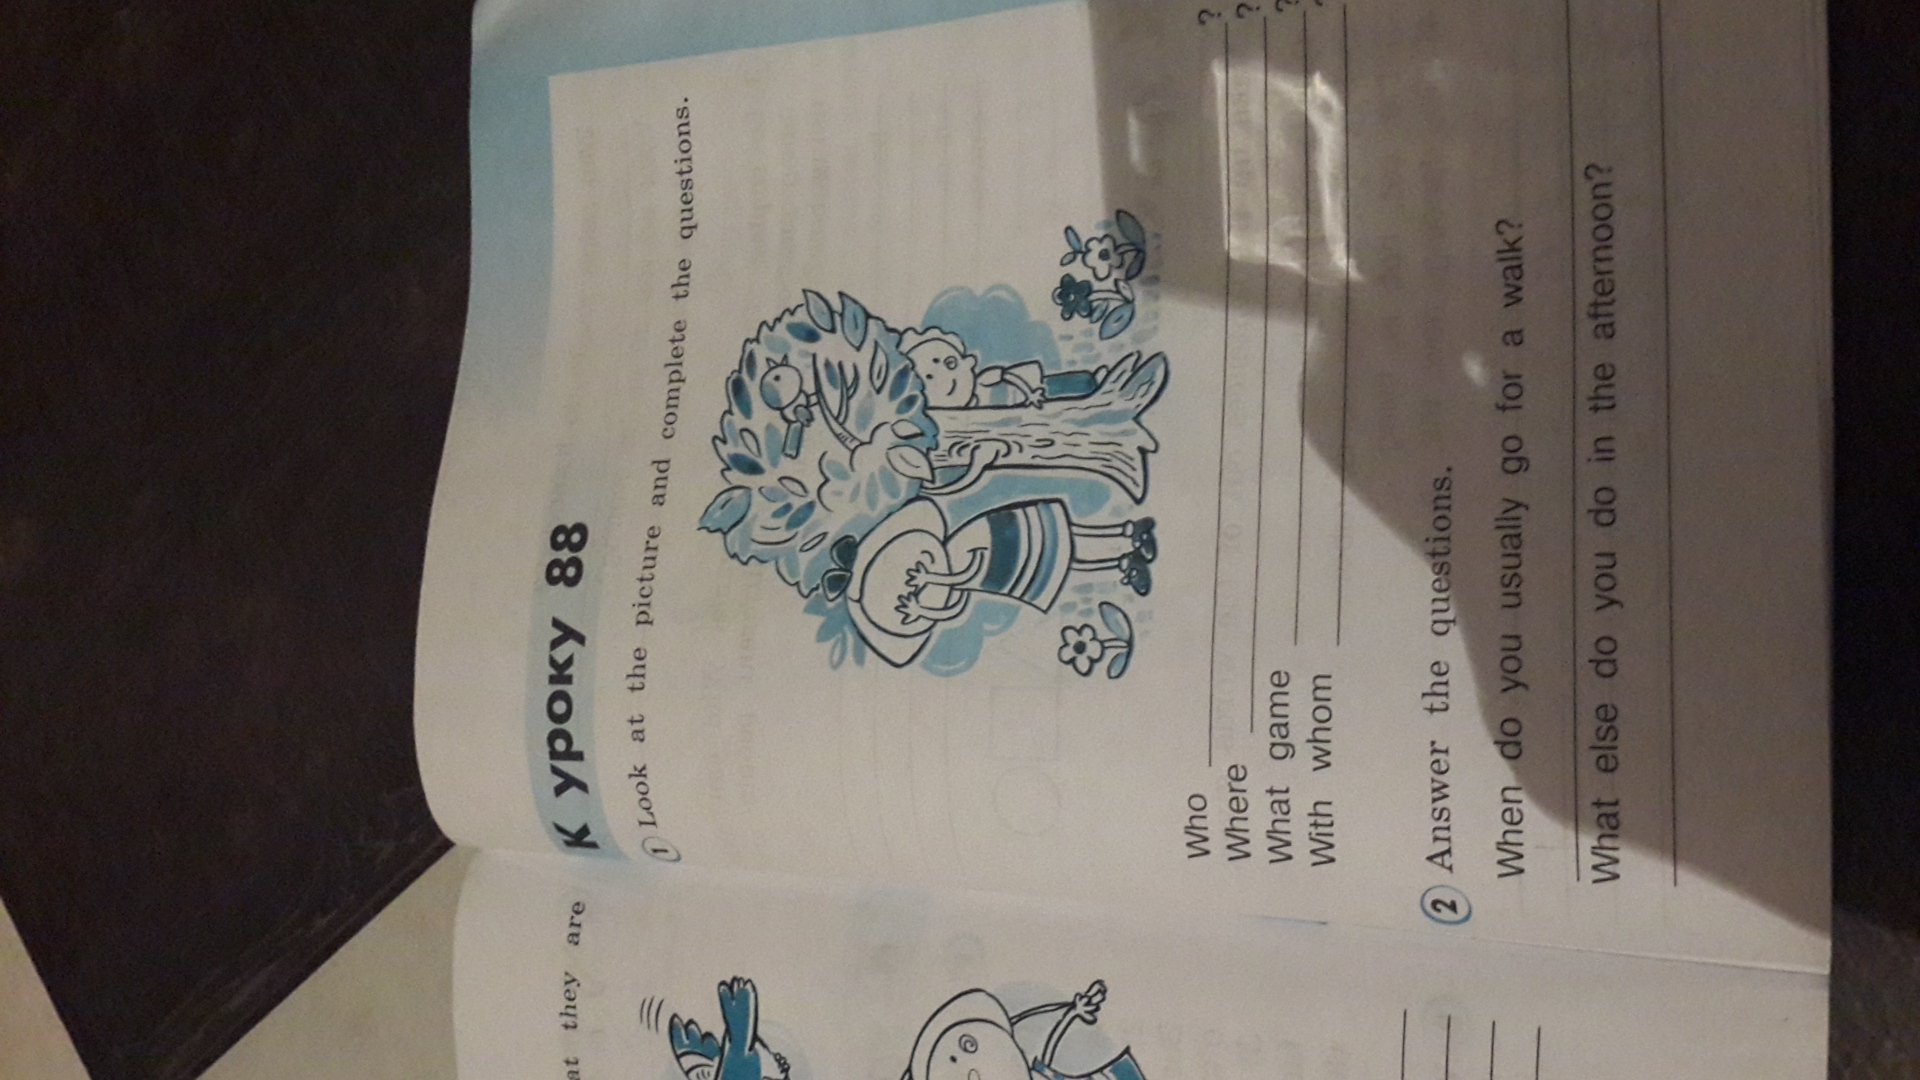 at they are
К уроку 88
1 Look at the picture and complete the questions.
Who ?
Where ?
What game ?
With whom
2 Answer the questions.
When do you usually go for a walk?
What else do you do in the afternoon?